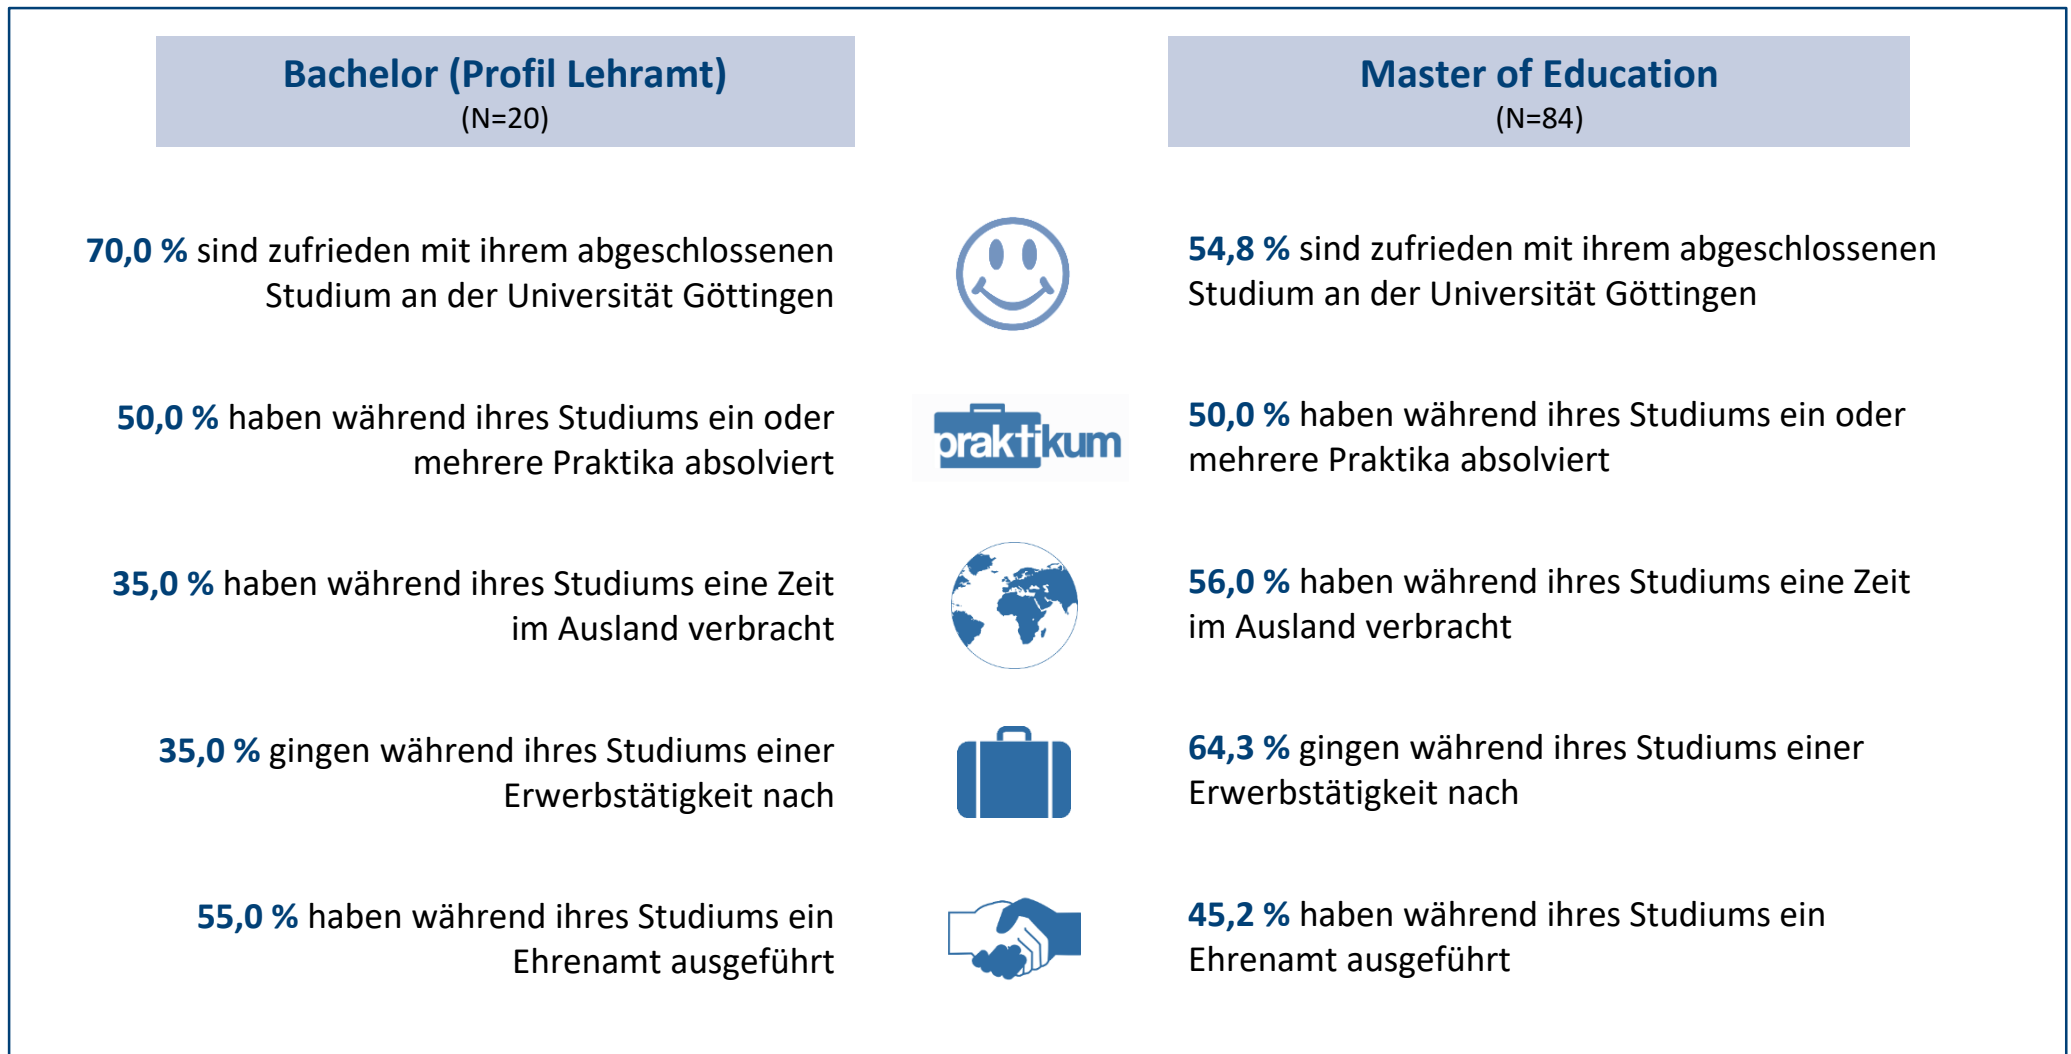 Bachelor (Profil Lehramt)
(N=20)
Master of Education
(N=84)
70,0 % sind zufrieden mit ihrem abgeschlossenen
Studium an der Universität Göttingen
54,8 % sind zufrieden mit ihrem abgeschlossenen
Studium an der Universität Göttingen
50,0 % haben während ihres Studiums ein oder
mehrere Praktika absolviert
praktikum
50,0 % haben während ihres Studiums ein oder
mehrere Praktika absolviert
35,0 % haben während ihres Studiums eine Zeit
im Ausland verbracht
56,0 % haben während ihres Studiums eine Zeit
im Ausland verbracht
35,0 % gingen während ihres Studiums einer
Erwerbstätigkeit nach
64,3 % gingen während ihres Studiums einer
Erwerbstätigkeit nach
55,0 % haben während ihres Studiums ein
Ehrenamt ausgeführt
45,2 % haben während ihres Studiums ein
Ehrenamt ausgeführt